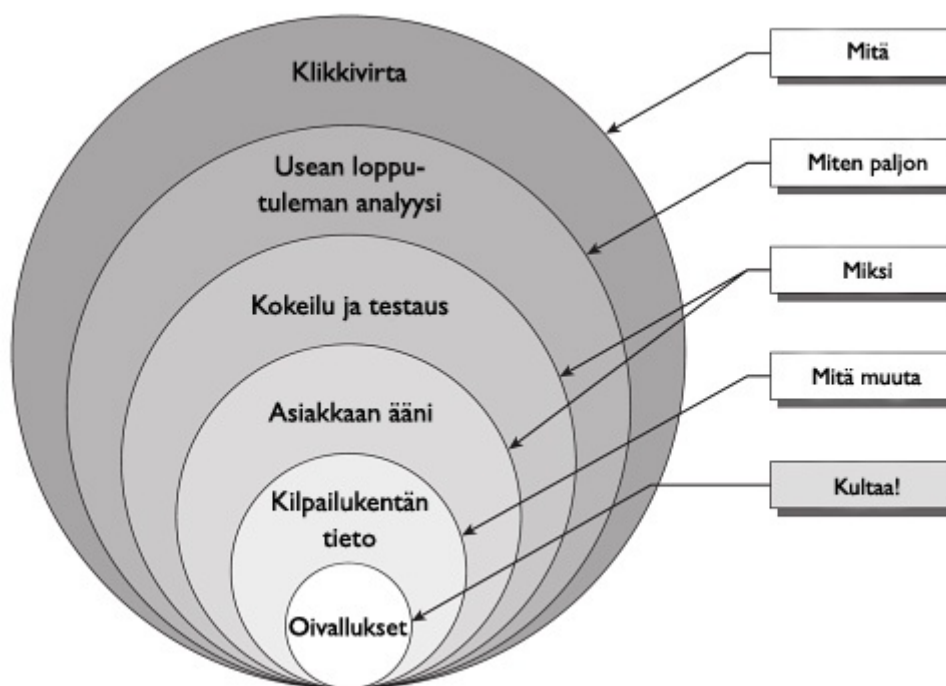 Klikkivirta
Usean loppu-
tuleman analyysi
Kokeilu ja testaus
Asiakkaan ääni
Kilpailukentän
tieto
Oivallukset
Mitä
Miten paljon
Miksi
Mitä muuta
Kultaa!